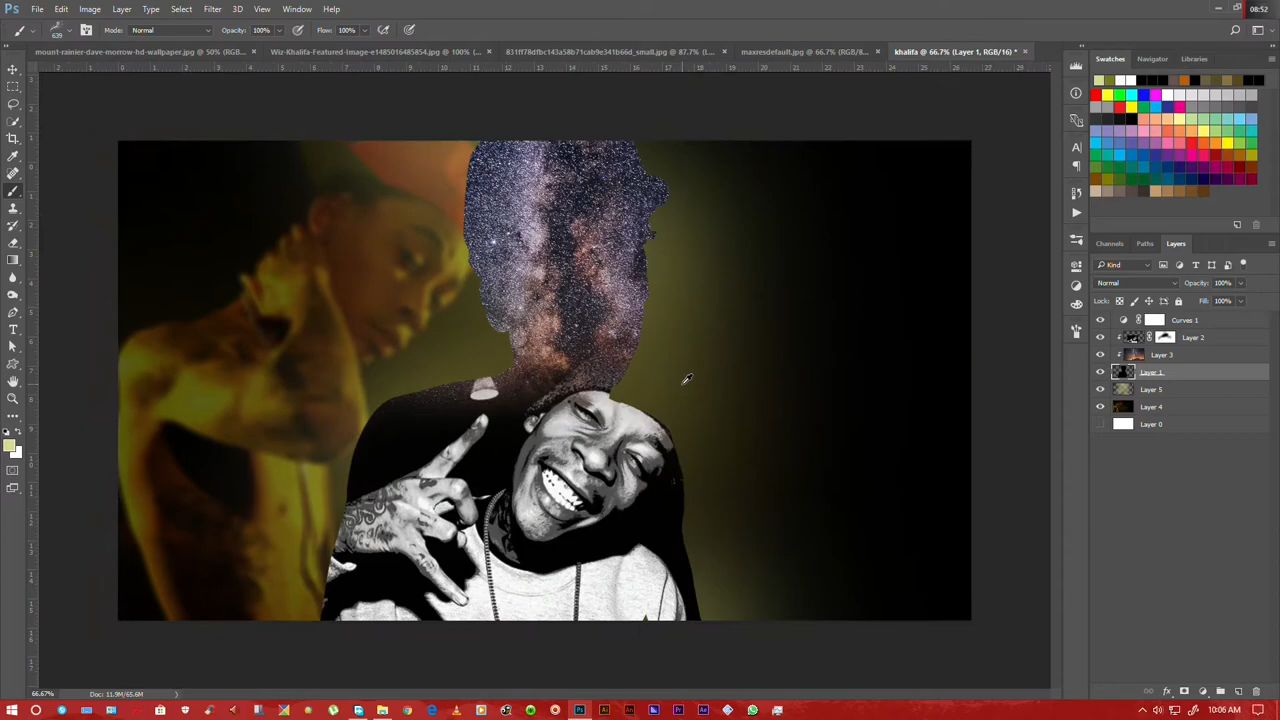 Ps File Edit Image Layer Type Select Filter 3D View Window Help 08:52
639 Mode: Normal Opacity: 100% Flow: 100%
mount-rainier-dave-morrow-hd-wallpaper.jpg @ 50% (RGB... × Wiz-Khalifa-Featured-Image-e1485016485854.jpg @ 100% (... × 831ff78dfbc143a58b71cab9e341b66d_small.jpg @ 87.7% (... × maxresdefault.jpg @ 66.7% (RGB/8... × khalifa @ 66.7% (Layer 1, RGB/16) * ×
Swatches Navigator Libraries
Channels Paths Layers
Kind
Normal Opacity: 100%
Lock: Fill: 100%
Curves 1
Layer 2
Layer 3
Layer 1
Layer 5
Layer 4
Layer 0
66.67% Doc: 11.9M/65.6M
10:06 AM